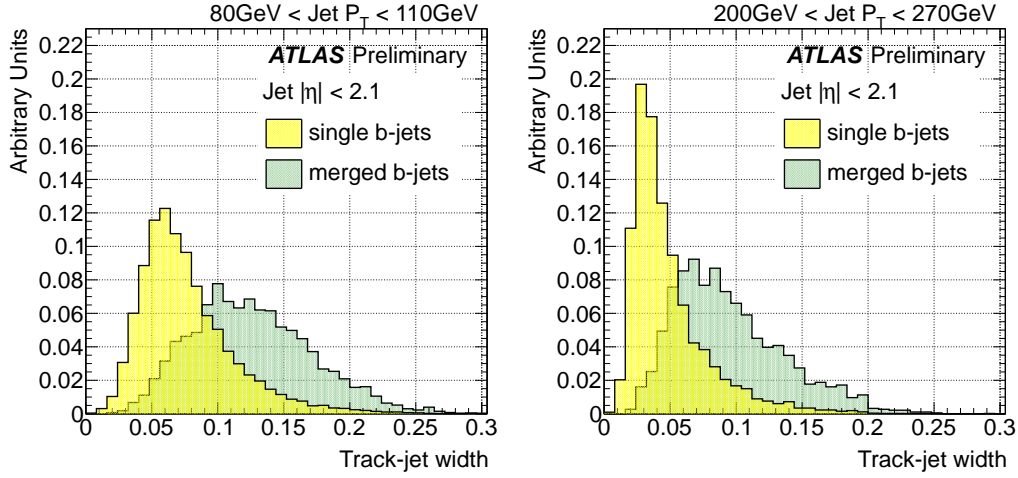 80GeV < Jet P_T < 110GeV
Arbitrary Units
0.22
0.2
0.18
0.16
0.14
0.12
0.1
0.08
0.06
0.04
0.02
0
ATLAS Preliminary
Jet |η| < 2.1
single b-jets
merged b-jets
0 0.05 0.1 0.15 0.2 0.25 0.3
Track-jet width
200GeV < Jet P_T < 270GeV
Arbitrary Units
0.22
0.2
0.18
0.16
0.14
0.12
0.1
0.08
0.06
0.04
0.02
0
ATLAS Preliminary
Jet |η| < 2.1
single b-jets
merged b-jets
0 0.05 0.1 0.15 0.2 0.25 0.3
Track-jet width